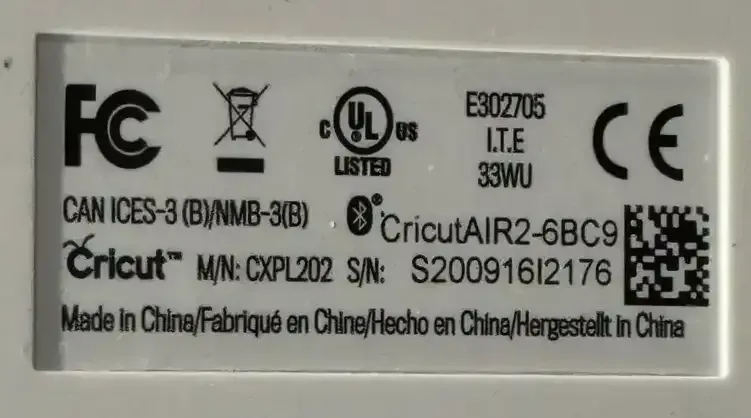 FC
c UL US
LISTED
E302705
I.T.E
33WU
CE
CAN ICES-3 (B)/NMB-3(B)
CricutAIR2-6BC9
Cricut™ M/N: CXPL202 S/N: S200916I2176
Made in China/Fabriqué en Chine/Hecho en China/Hergestellt in China